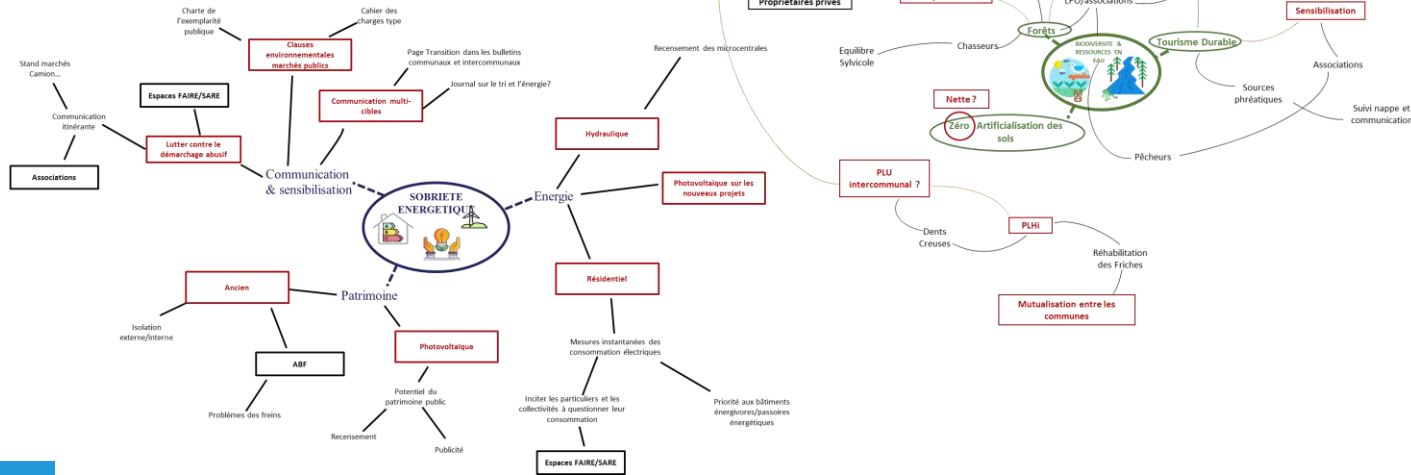 Charte de
l'exemplarité
publique
Cahier des
charges type
Clauses
environnementales
marchés publics
Page Transition dans les bulletins
communaux et intercommunaux
Journal sur le tri et l'énergie?
Communication multi-
cibles
Stand marchés
Camion...
Espaces FAIRE/SARE
Communication
itinérante
Lutter contre le
démarchage abusif
Associations
Communication
& sensibilisation
SOBRIETE
ENERGETIQUE
Energie
Recensement des microcentrales
Hydraulique
Photovoltaïque sur les
nouveaux projets
Résidentiel
Mesures instantanées des
consommation électriques
Inciter les particuliers et les
collectivités à questionner leur
consommation
Priorité aux bâtiments
énergivores/passoires
énergétiques
Espaces FAIRE/SARE
Patrimoine
Ancien
Isolation
externe/interne
ABF
Problèmes des freins
Photovoltaïque
Potentiel du
patrimoine public
Recensement
Publicité
Propriétaires privés
LPO/associations
Sensibilisation
Forêts
Chasseurs
Equilibre
Sylvicole
BIODIVERSITE &
RESSOURCES EN
EAU
Tourisme Durable
Associations
Sources
phréatiques
Suivi nappe et
communication
Nette ?
Zéro Artificialisation des
sols
Pêcheurs
PLU
intercommunal ?
Dents
Creuses
PLHi
Réhabilitation
des Friches
Mutualisation entre les
communes